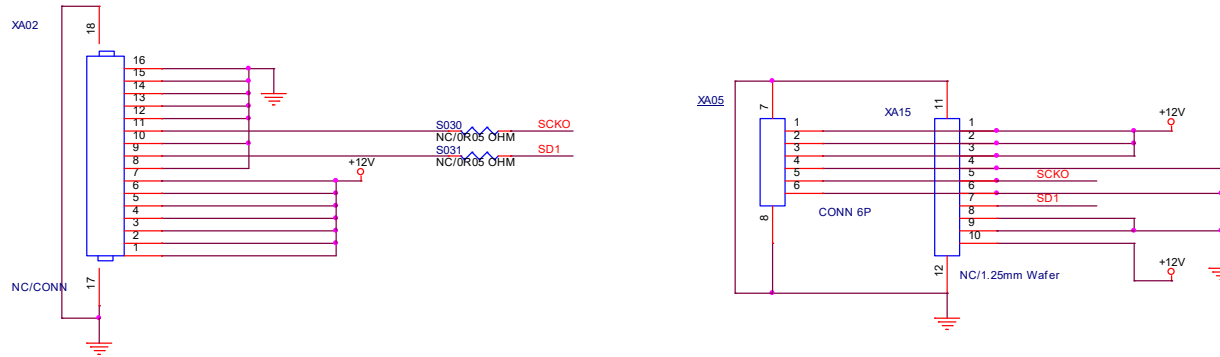 XA02
18
16
15
14
13
12
11
10
9
8
7
6
5
4
3
2
1
17
NC/CONN
S030
NC/0R05 OHM
SCKO
S031
NC/0R05 OHM
SD1
+12V
XA05
7
1
2
3
4
5
6
8
CONN 6P
XA15
11
1
2
3
4
5
6
7
8
9
10
12
NC/1.25mm Wafer
+12V
SCKO
SD1
+12V